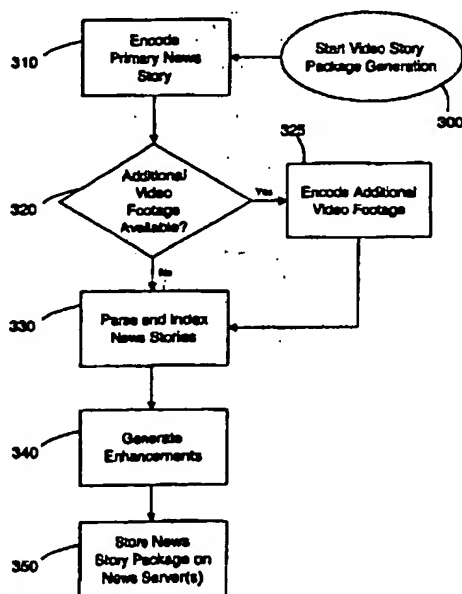 310
Encode
Primary News
Story
Start Video Story
Package Generation
300
320
Additional
Video
Footage
Available?
Yes
325
Encode Additional
Video Footage
No
330
Parse and Index
News Stories
340
Generate
Enhancements
350
Store News
Story Package on
News Server(s)